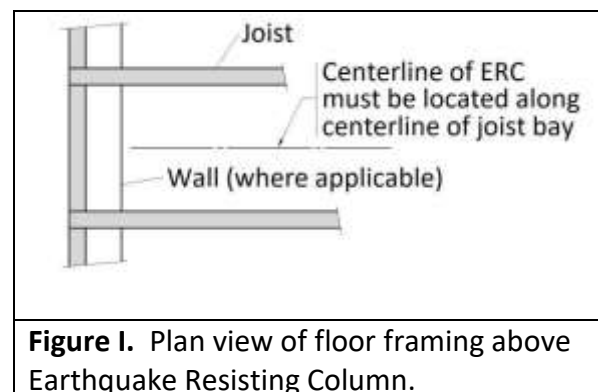 Joist
Centerline of ERC
must be located along
centerline of joist bay
Wall (where applicable)
Figure I.  Plan view of floor framing above
Earthquake Resisting Column.